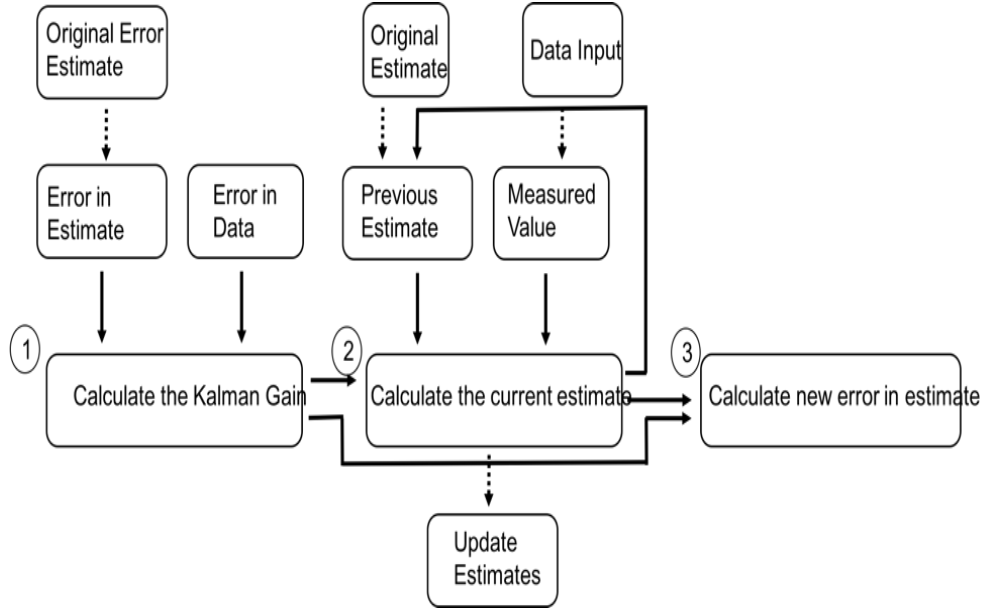 Original Error
Estimate
Original
Estimate
Data Input
Error in
Estimate
Error in
Data
Previous
Estimate
Measured
Value
1
Calculate the Kalman Gain
2
Calculate the current estimate
3
Calculate new error in estimate
Update
Estimates